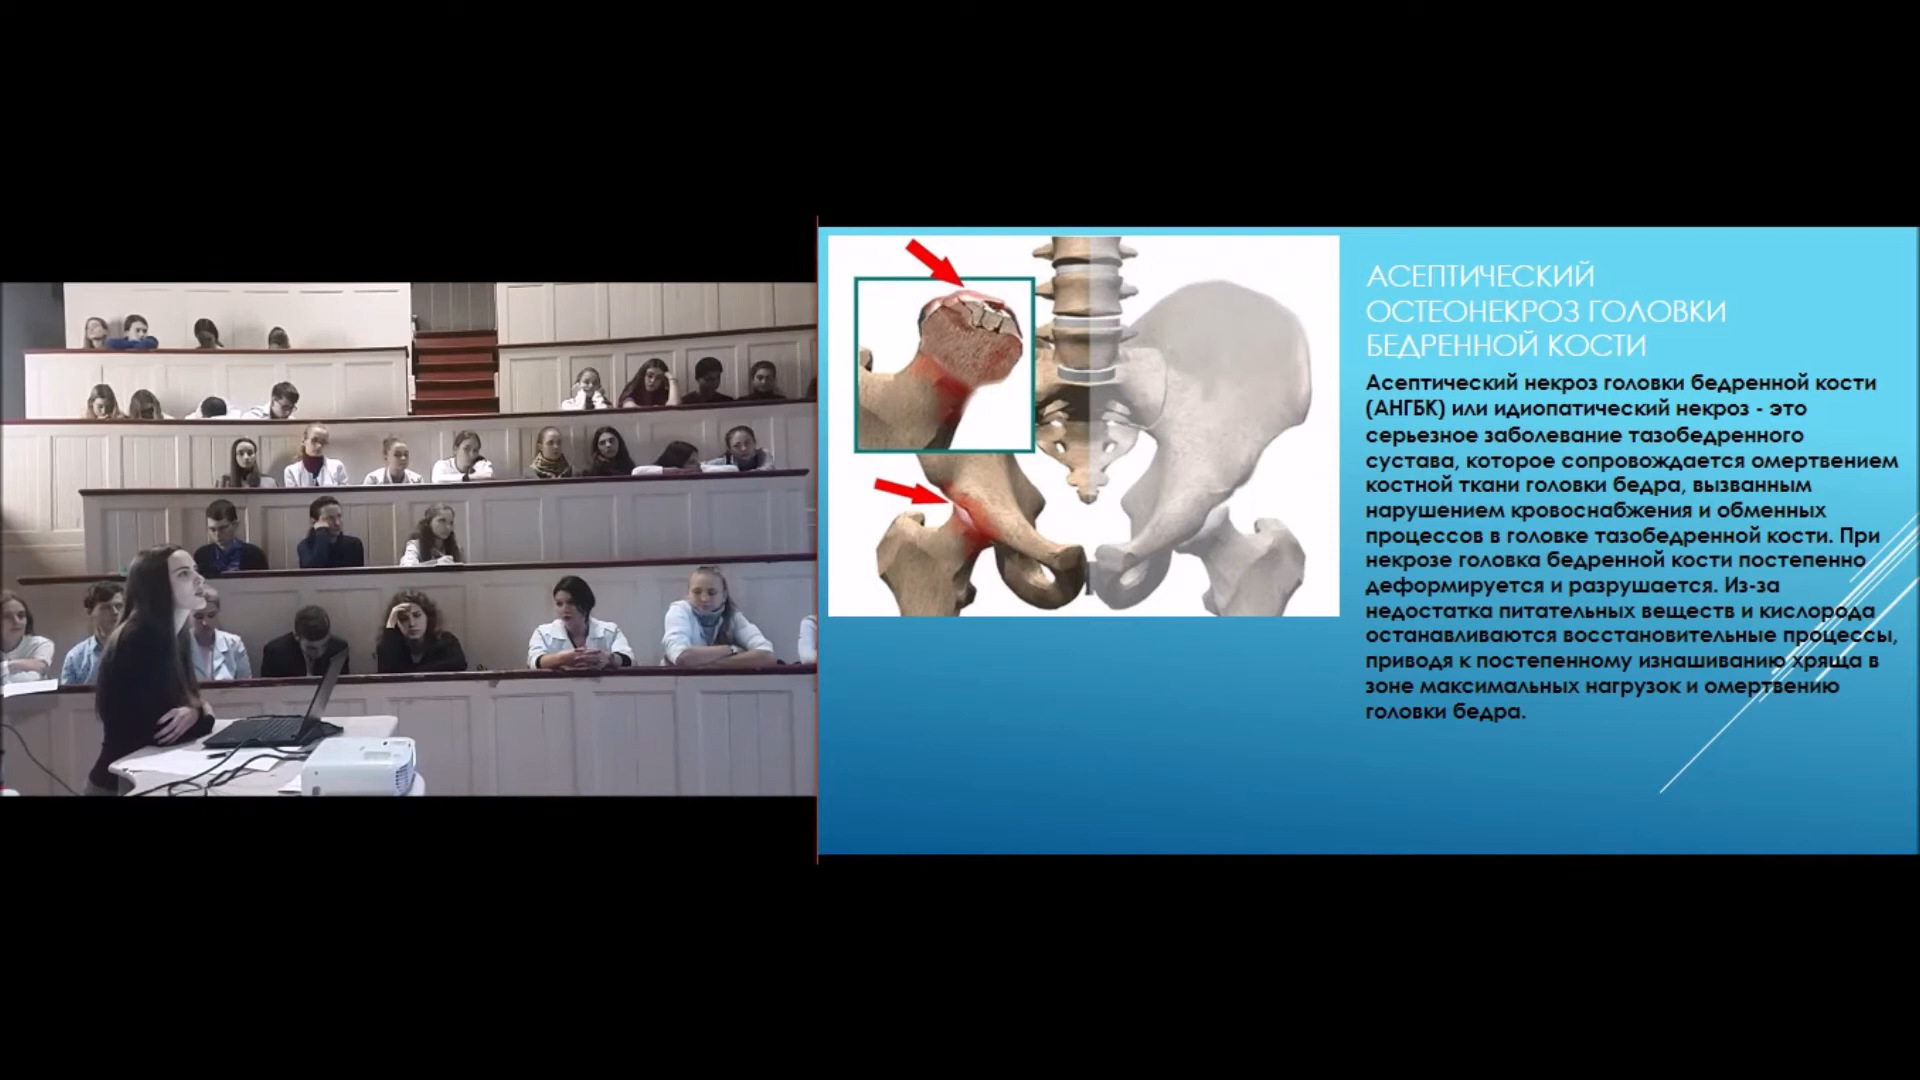 АСЕПТИЧЕСКИЙ
ОСТЕОНЕКРОЗ ГОЛОВКИ
БЕДРЕННОЙ КОСТИ
Асептический некроз головки бедренной кости
(АНГБК) или идиопатический некроз - это
серьезное заболевание тазобедренного
сустава, которое сопровождается омертвением
костной ткани головки бедра, вызванным
нарушением кровоснабжения и обменных
процессов в головке тазобедренной кости. При
некрозе головка бедренной кости постепенно
деформируется и разрушается. Из-за
недостатка питательных веществ и кислорода
останавливаются восстановительные процессы,
приводя к постепенному изнашиванию хряща в
зоне максимальных нагрузок и омертвению
головки бедра.